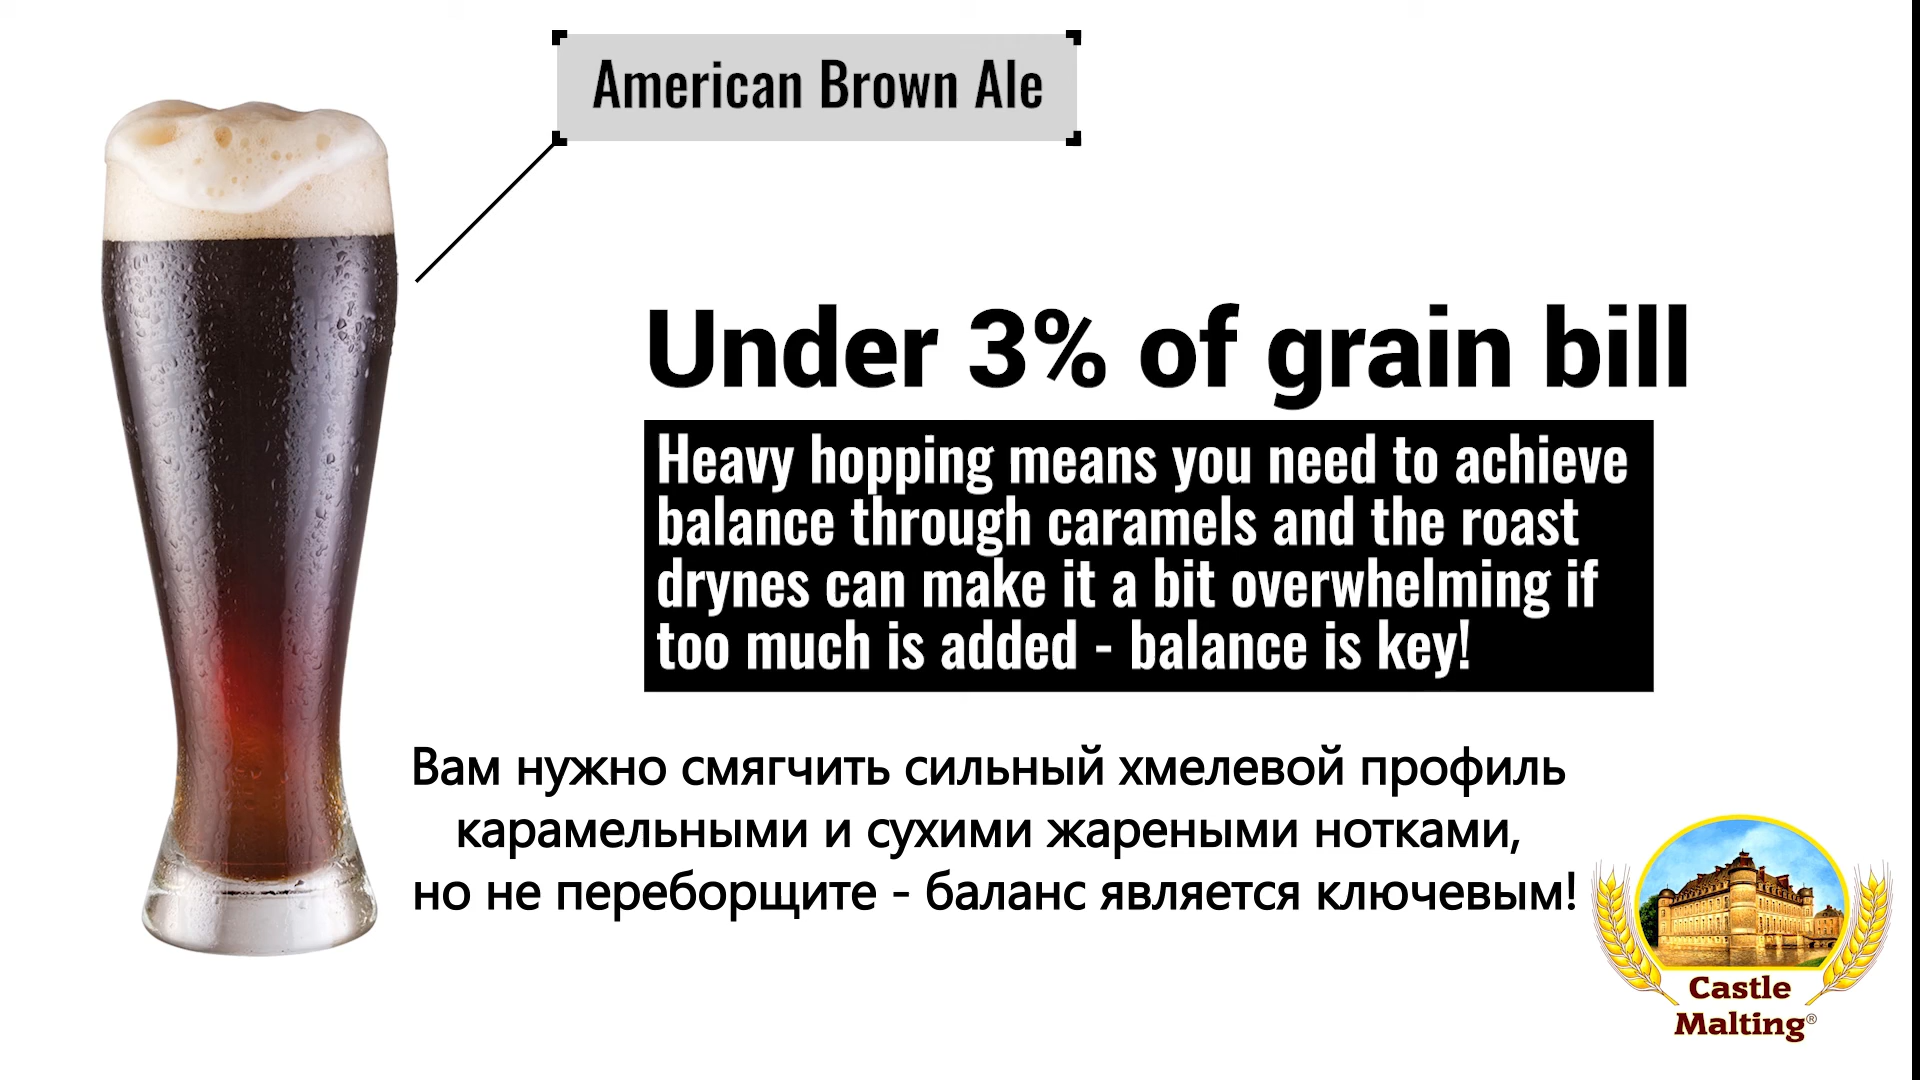 American Brown Ale
Under 3% of grain bill
Heavy hopping means you need to achieve
balance through caramels and the roast
drynes can make it a bit overwhelming if
too much is added - balance is key!
Вам нужно смягчить сильный хмелевой профиль
карамельными и сухими жареными нотками,
но не переборщите - баланс является ключевым!
Castle
Malting®